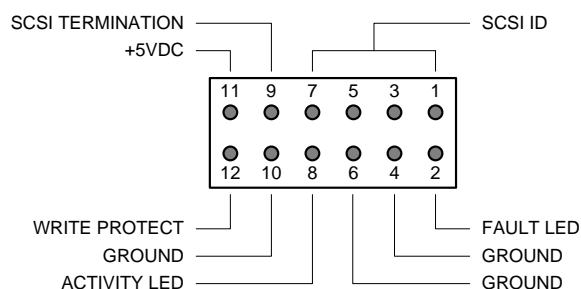 SCSI TERMINATION SCSI ID
+5VDC
11 9 7 5 3 1
12 10 8 6 4 2
WRITE PROTECT FAULT LED
GROUND GROUND
ACTIVITY LED GROUND